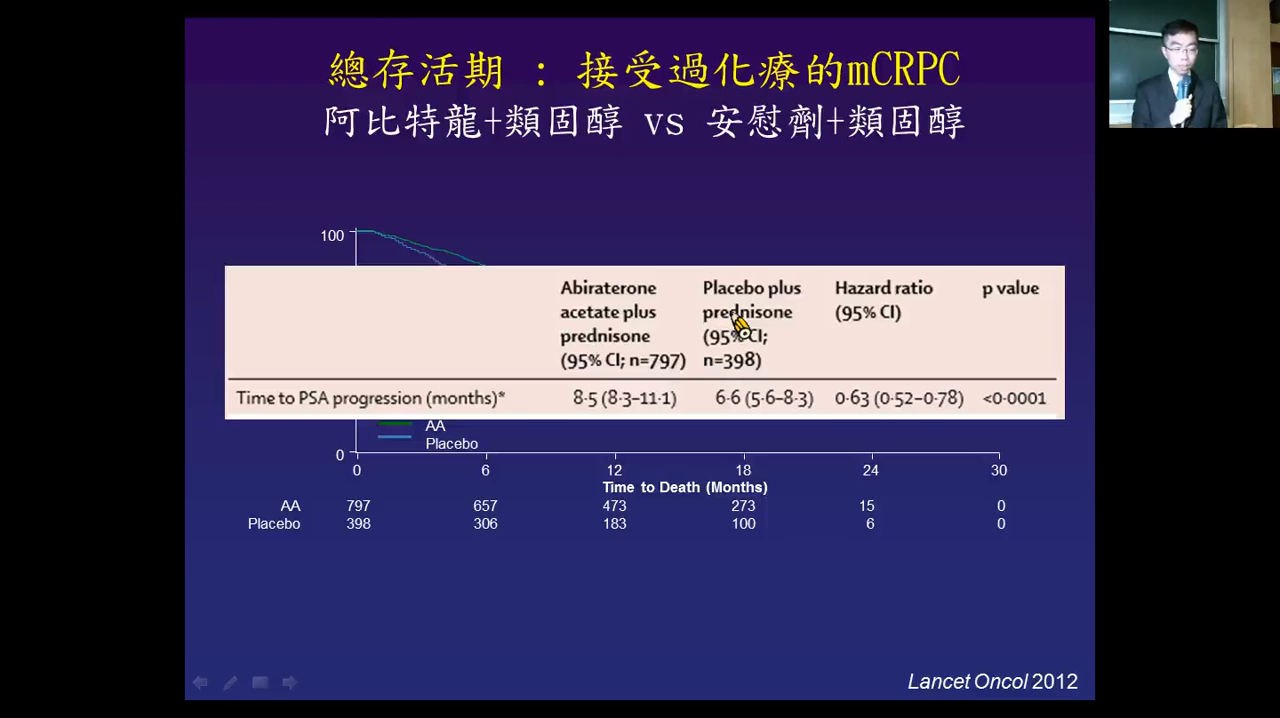 總存活期 : 接受過化療的mCRPC
阿比特龍+類固醇 vs 安慰劑+類固醇
100
Abiraterone acetate plus prednisone (95% CI; n=797)
Placebo plus prednisone (95% CI; n=398)
Hazard ratio (95% CI)
p value
Time to PSA progression (months)* 8·5 (8·3–11·1) 6·6 (5·6–8·3) 0·63 (0·52–0·78) <0·0001
AA
Placebo
0
0 6 12 18 24 30
Time to Death (Months)
AA 797 657 473 273 15 0
Placebo 398 306 183 100 6 0
Lancet Oncol 2012